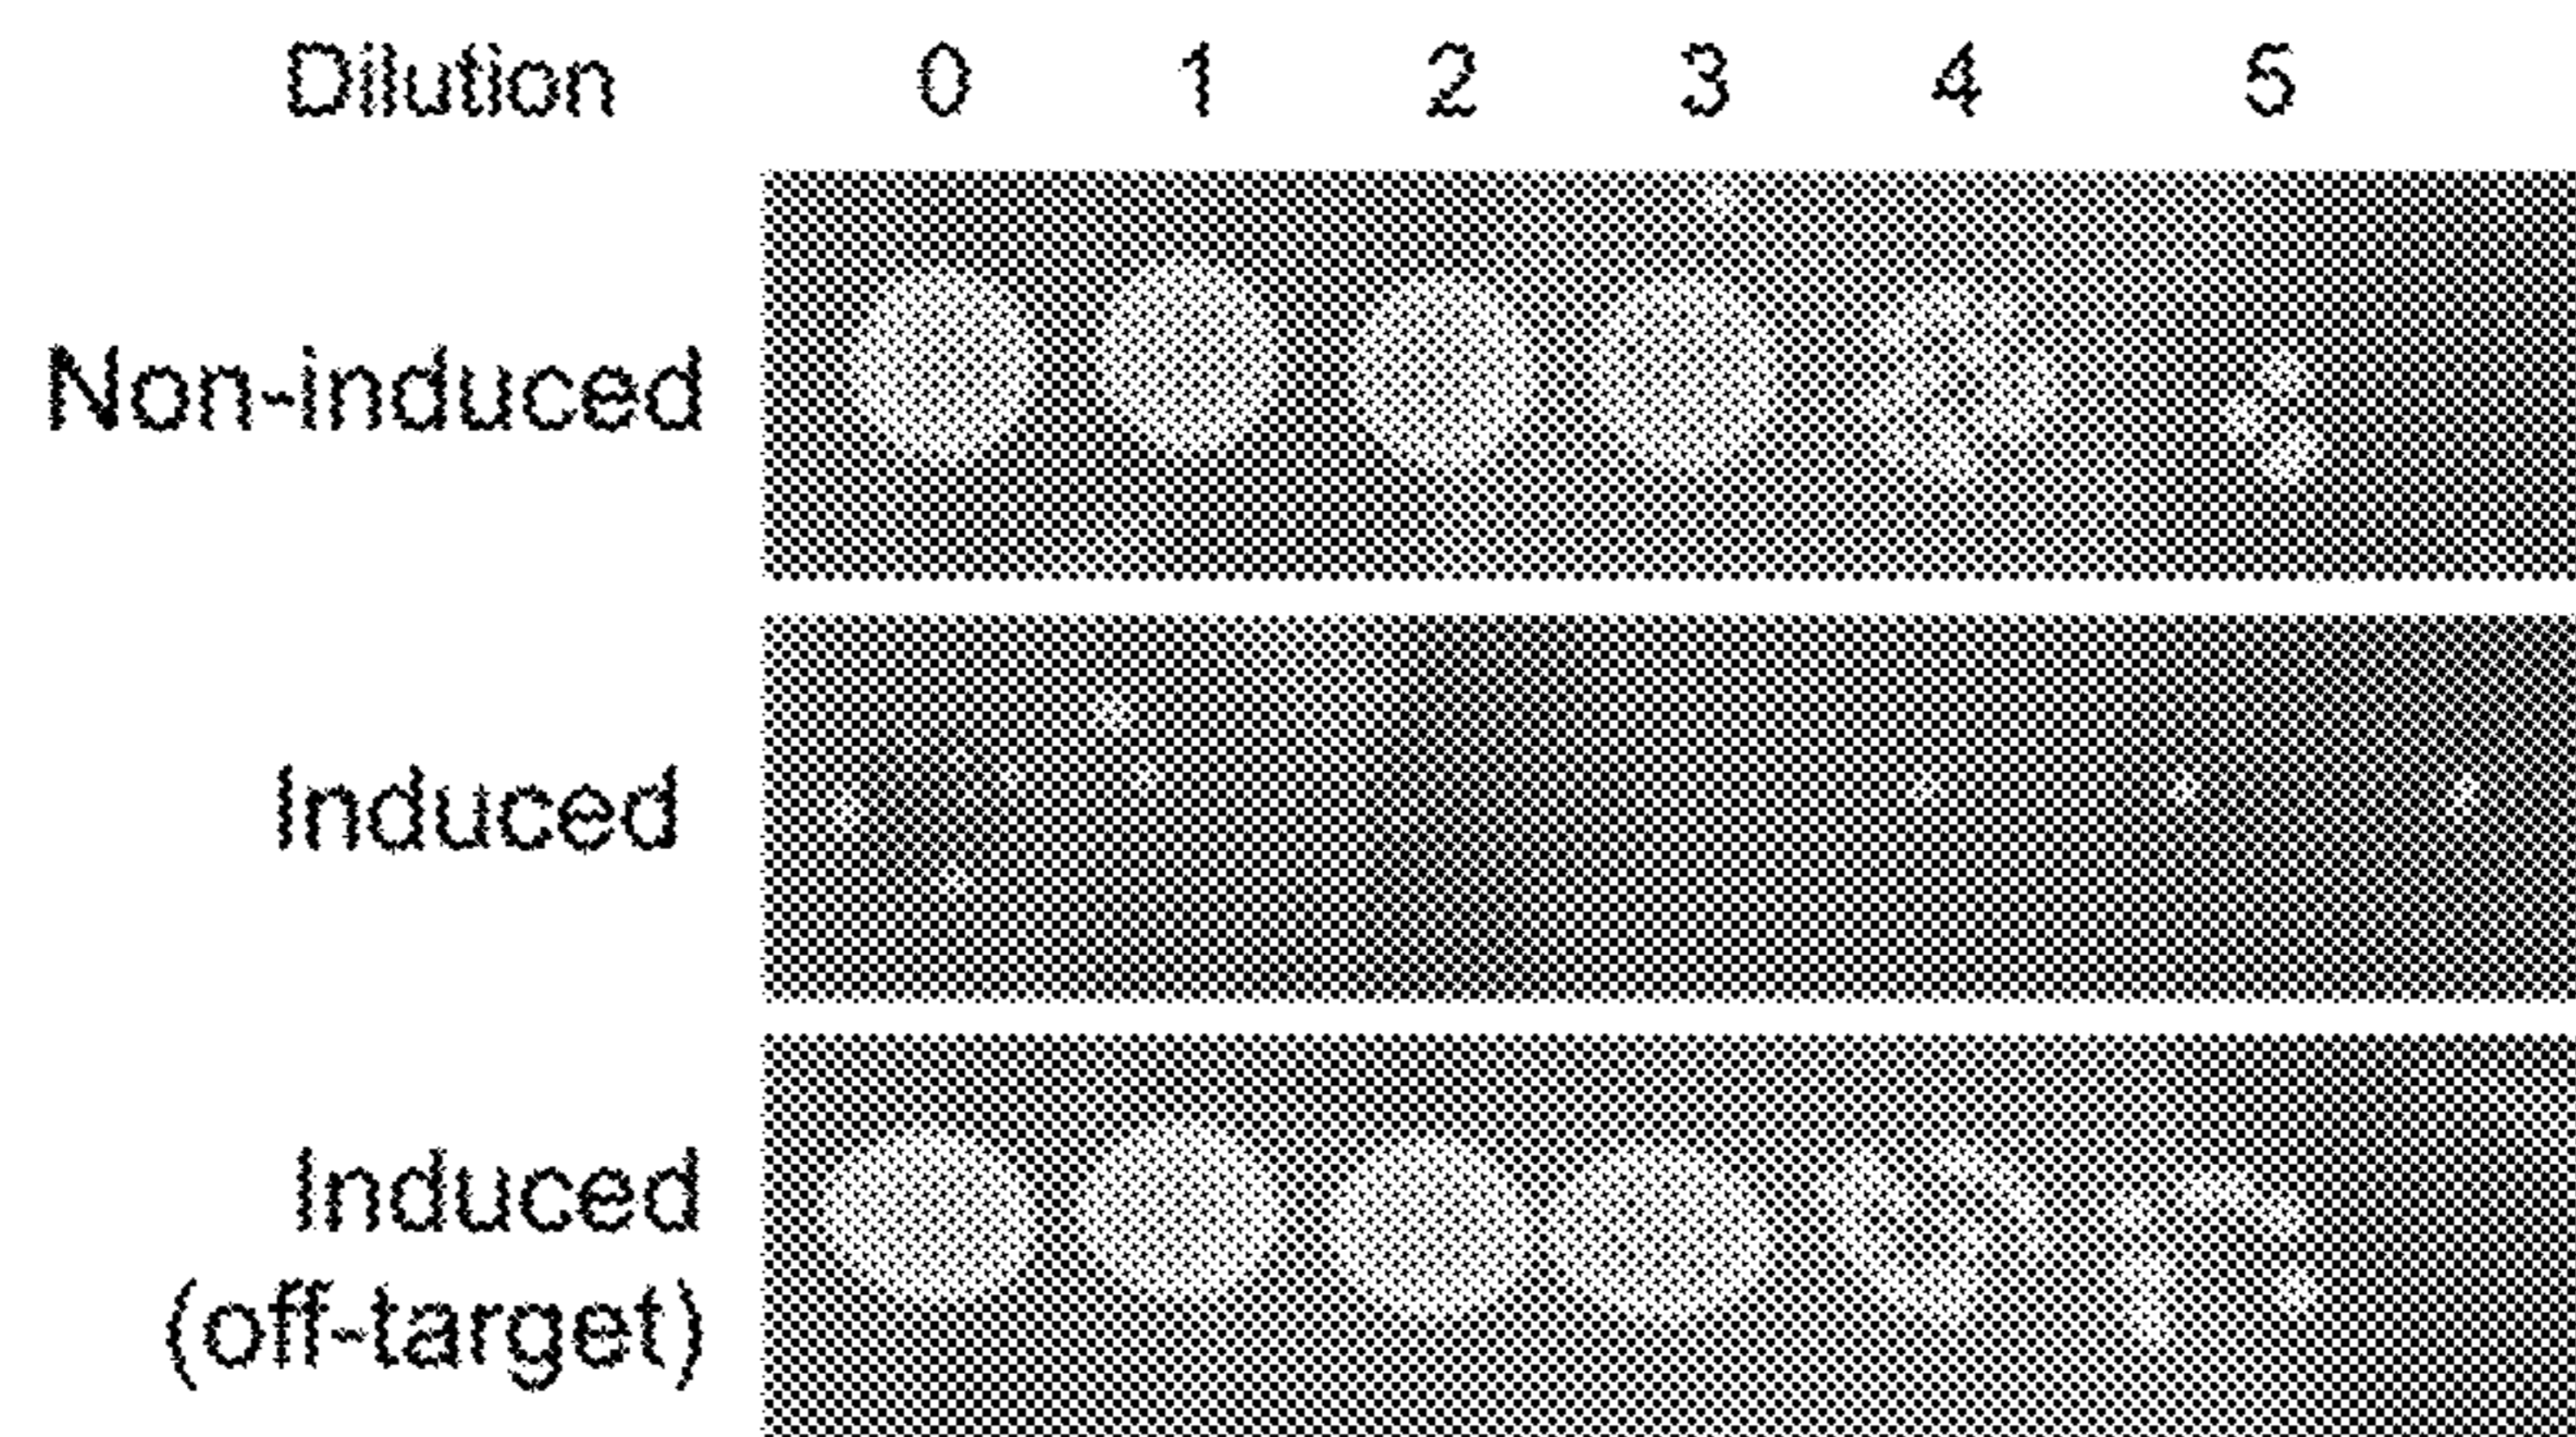 Dilution 0 1 2 3 4 5
Non-induced
Induced
Induced
(off-target)